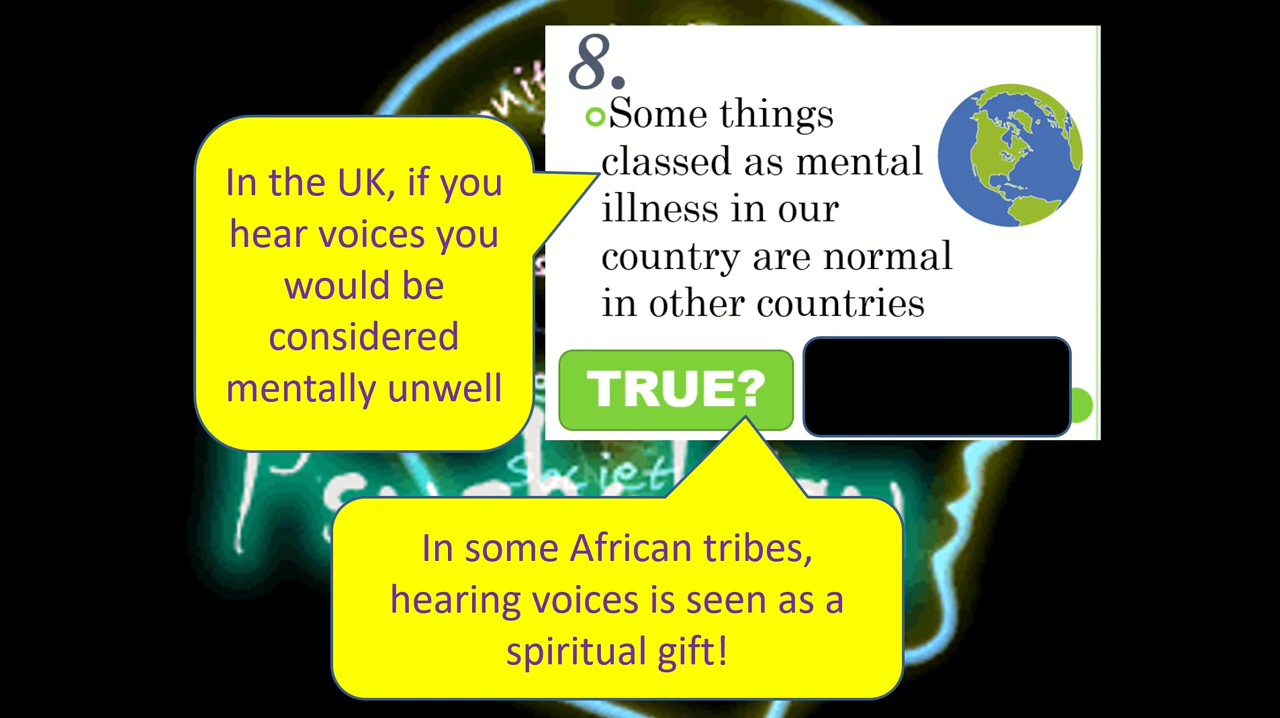 8.
Some things
classed as mental
illness in our
country are normal
in other countries
TRUE?
In the UK, if you
hear voices you
would be
considered
mentally unwell
In some African tribes,
hearing voices is seen as a
spiritual gift!